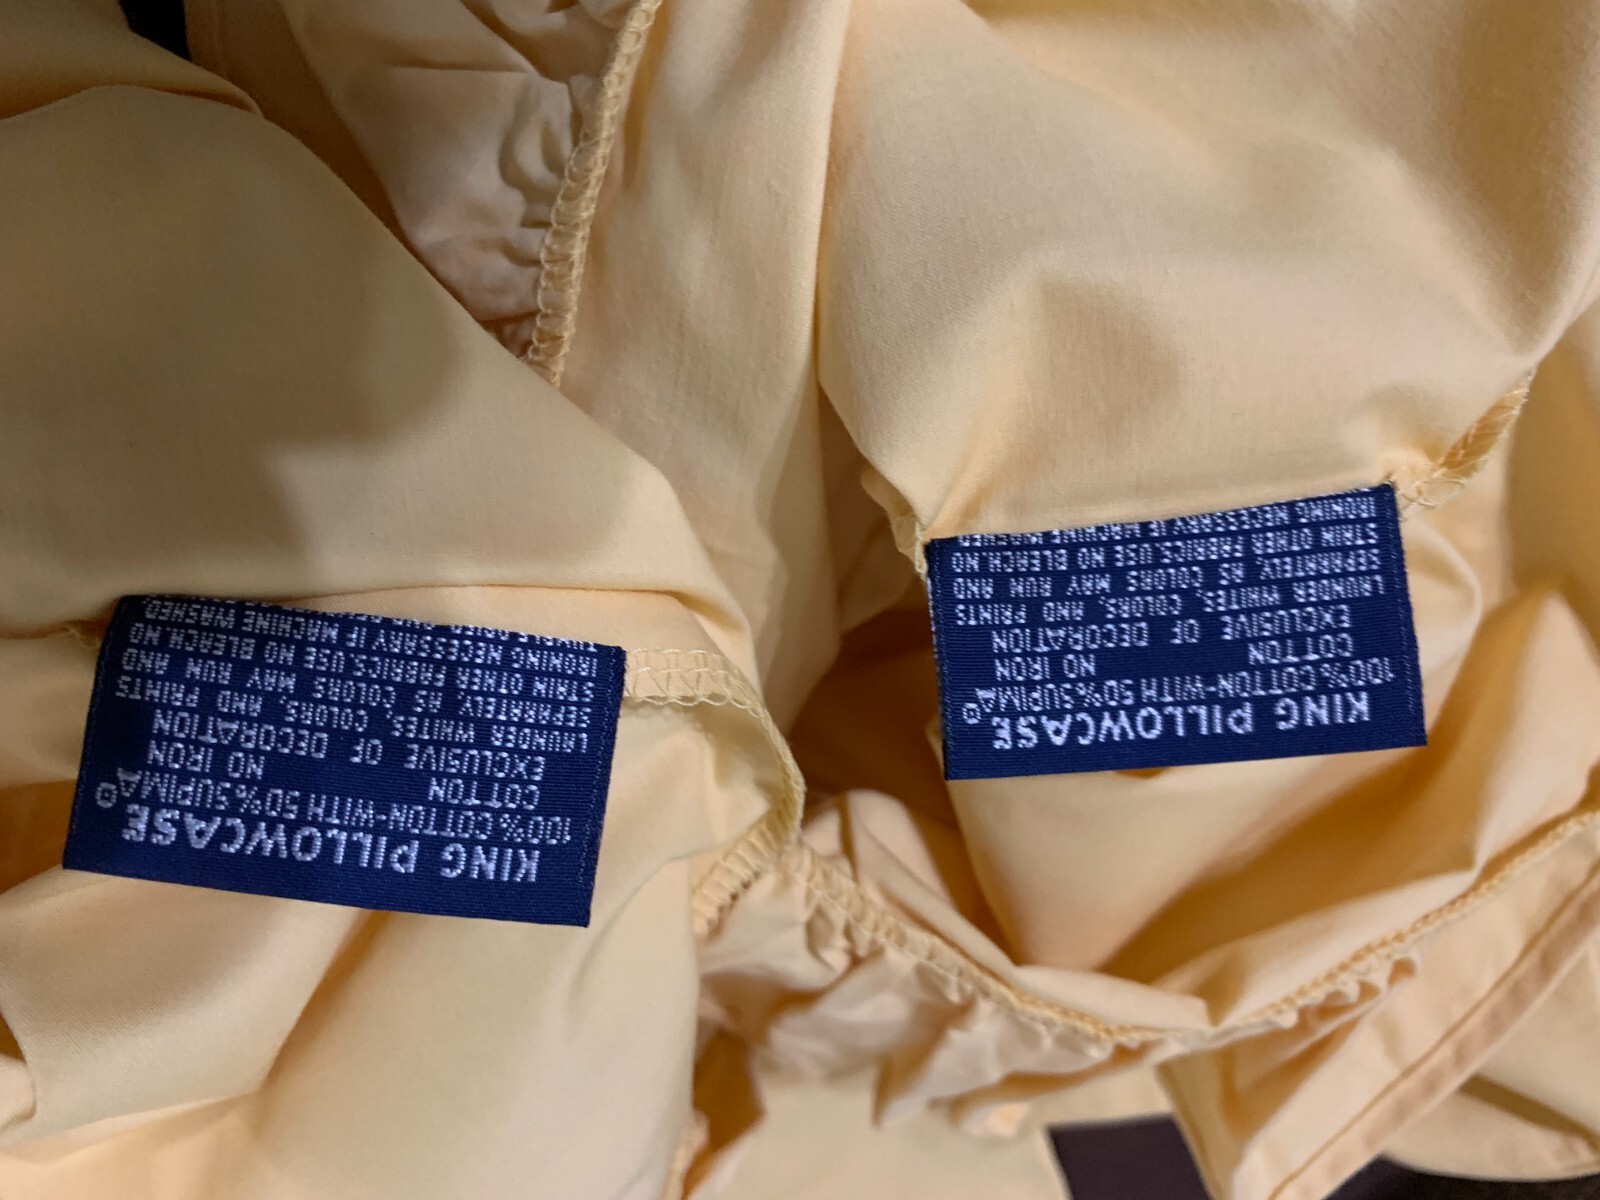 KING PILLOWCASE
100% COTTON-WITH 50% SUPIMA®
COTTON NO IRON
EXCLUSIVE OF DECORATION
LAUNDER WHITES, COLORS, AND PRINTS
SEPARATELY, AS COLORS MAY RUN AND
STAIN OTHER FABRICS. USE NO BLEACH. NO
IRONING NECESSARY IF MACHINE WASHED,
KING PILLOWCASE
100% COTTON-WITH 50% SUPIMA®
COTTON NO IRON
EXCLUSIVE OF DECORATION
LAUNDER WHITES, COLORS, AND PRINTS
SEPARATELY, AS COLORS MAY RUN AND
STAIN OTHER FABRICS. USE NO BLEACH. NO
IRONING NECESSARY IF MACHINE WASHED